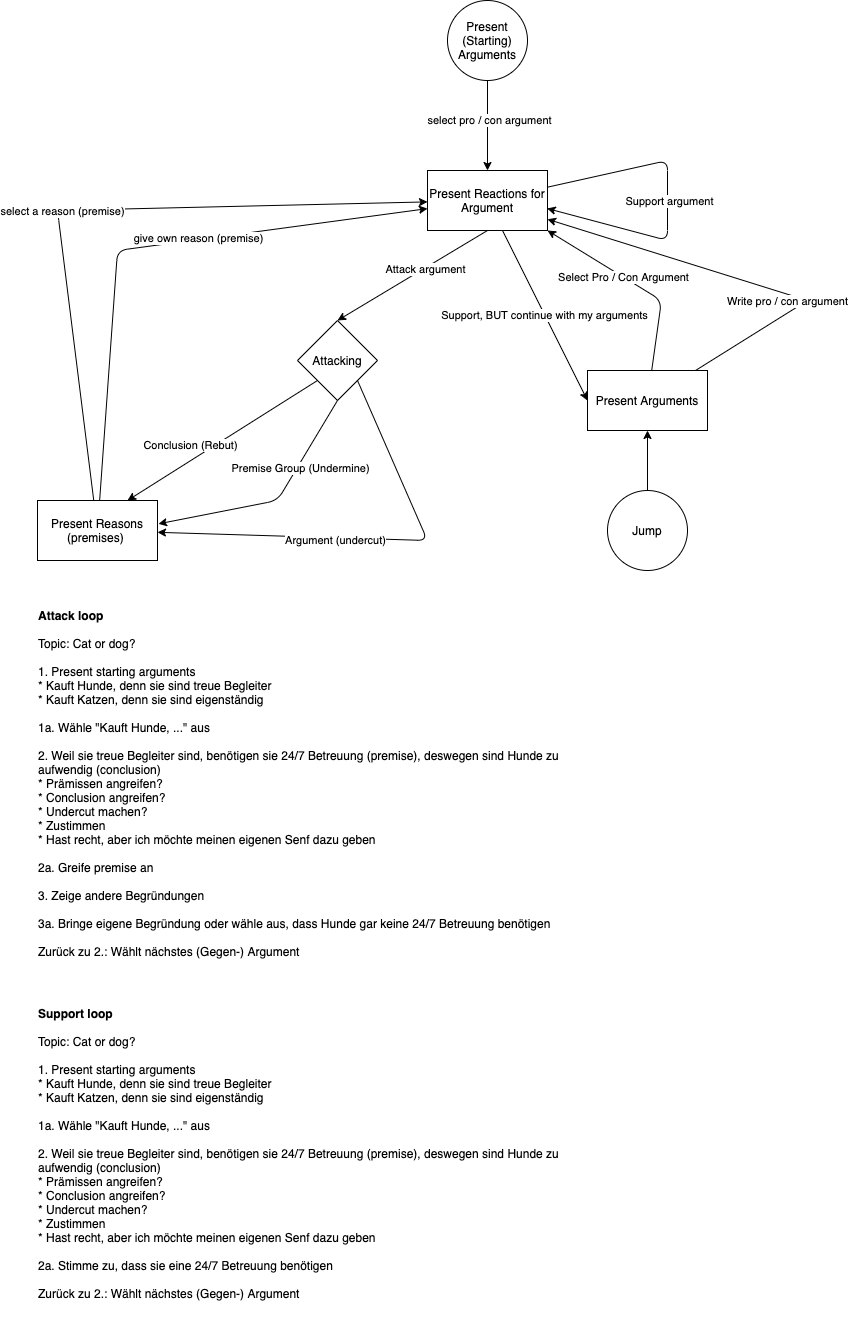 Present
(Starting)
Arguments
select pro / con argument
Present Reactions for
Argument
Support argument
select a reason (premise)
give own reason (premise)
Attack argument
Select Pro / Con Argument
Write pro / con argument
Support, BUT continue with my arguments
Attacking
Present Arguments
Conclusion (Rebut)
Premise Group (Undermine)
Present Reasons
(premises)
Argument (undercut)
Jump
Attack loop
Topic: Cat or dog?
1. Present starting arguments
* Kauft Hunde, denn sie sind treue Begleiter
* Kauft Katzen, denn sie sind eigenständig
1a. Wähle "Kauft Hunde, ..." aus
2. Weil sie treue Begleiter sind, benötigen sie 24/7 Betreuung (premise), deswegen sind Hunde zu
aufwendig (conclusion)
* Prämissen angreifen?
* Conclusion angreifen?
* Undercut machen?
* Zustimmen
* Hast recht, aber ich möchte meinen eigenen Senf dazu geben
2a. Greife premise an
3. Zeige andere Begründungen
3a. Bringe eigene Begründung oder wähle aus, dass Hunde gar keine 24/7 Betreuung benötigen
Zurück zu 2.: Wählt nächstes (Gegen-) Argument
Support loop
Topic: Cat or dog?
1. Present starting arguments
* Kauft Hunde, denn sie sind treue Begleiter
* Kauft Katzen, denn sie sind eigenständig
1a. Wähle "Kauft Hunde, ..." aus
2. Weil sie treue Begleiter sind, benötigen sie 24/7 Betreuung (premise), deswegen sind Hunde zu
aufwendig (conclusion)
* Prämissen angreifen?
* Conclusion angreifen?
* Undercut machen?
* Zustimmen
* Hast recht, aber ich möchte meinen eigenen Senf dazu geben
2a. Stimme zu, dass sie eine 24/7 Betreuung benötigen
Zurück zu 2.: Wählt nächstes (Gegen-) Argument